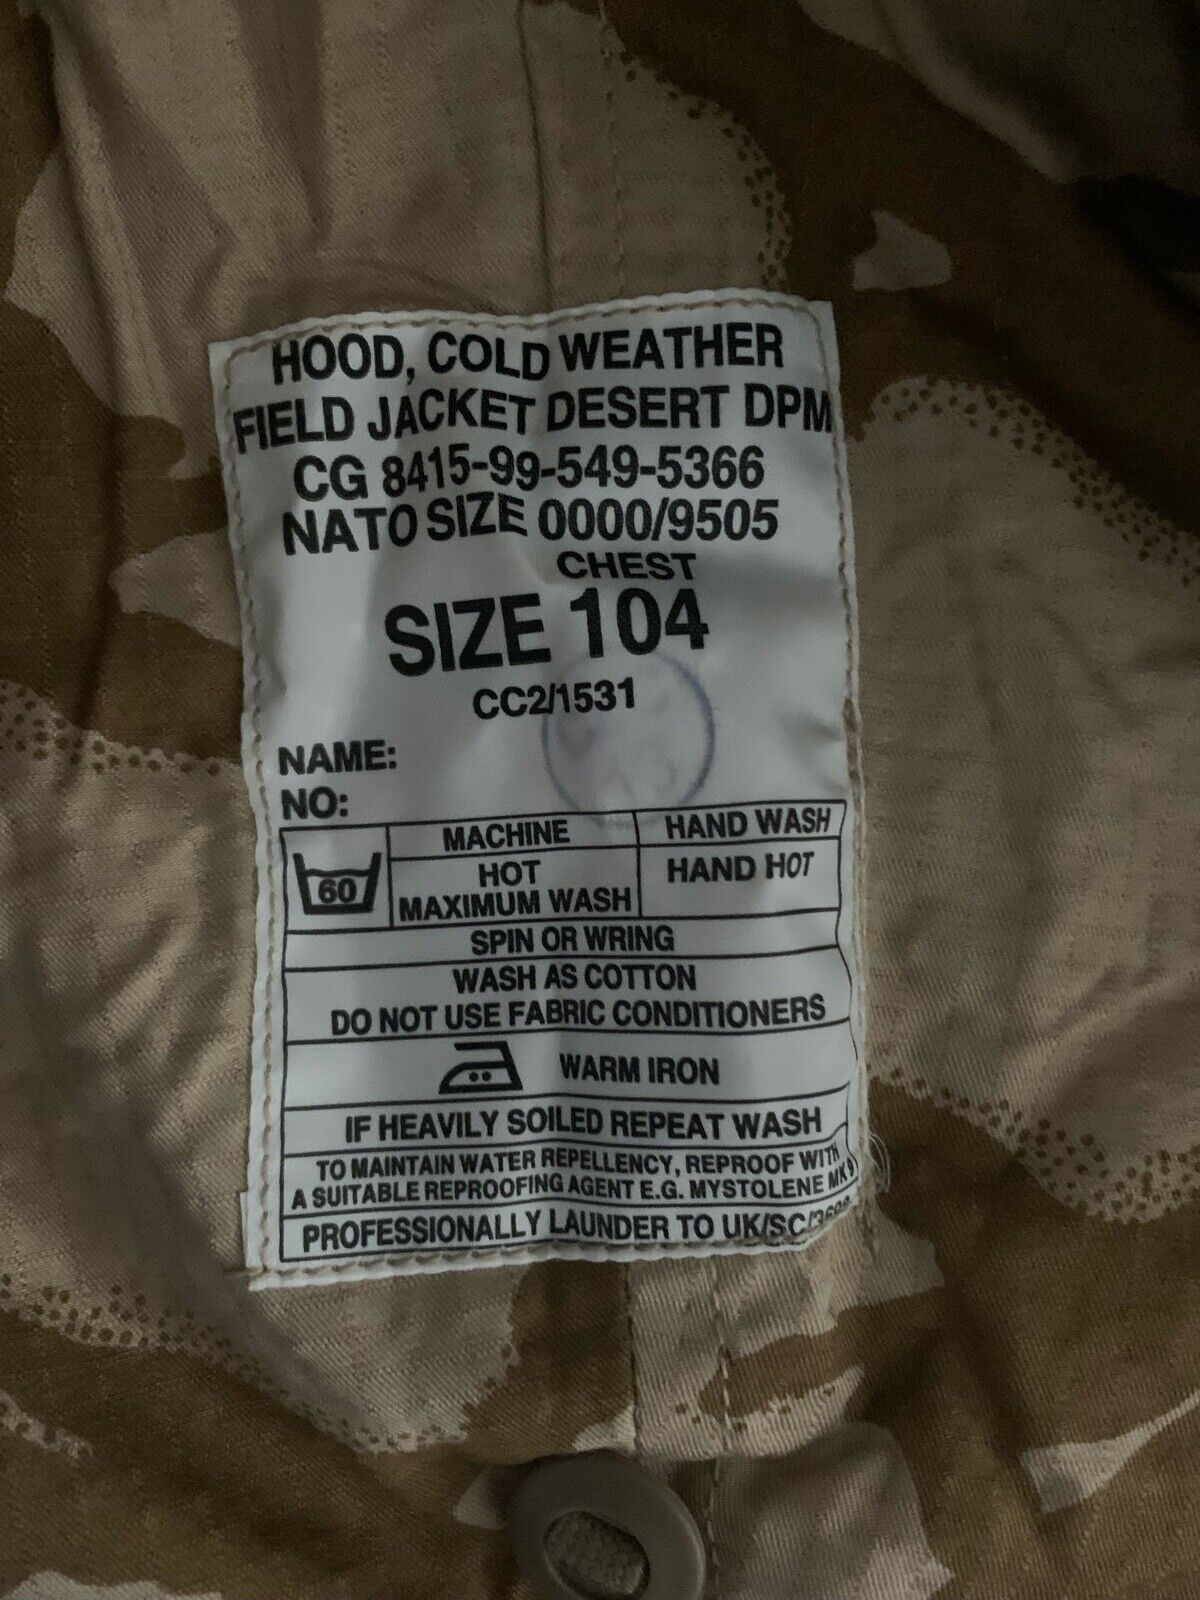 HOOD, COLD WEATHER
FIELD JACKET DESERT DPM
CG 8415-99-549-5366
NATO SIZE 0000/9505
CHEST
SIZE 104
CC2/1531
NAME:
NO:
60
MACHINE
HOT
MAXIMUM WASH
HAND WASH
HAND HOT
SPIN OR WRING
WASH AS COTTON
DO NOT USE FABRIC CONDITIONERS
WARM IRON
IF HEAVILY SOILED REPEAT WASH
TO MAINTAIN WATER REPELLENCY, REPROOF WITH
A SUITABLE REPROOFING AGENT E.G. MYSTOLENE MK 9
PROFESSIONALLY LAUNDER TO